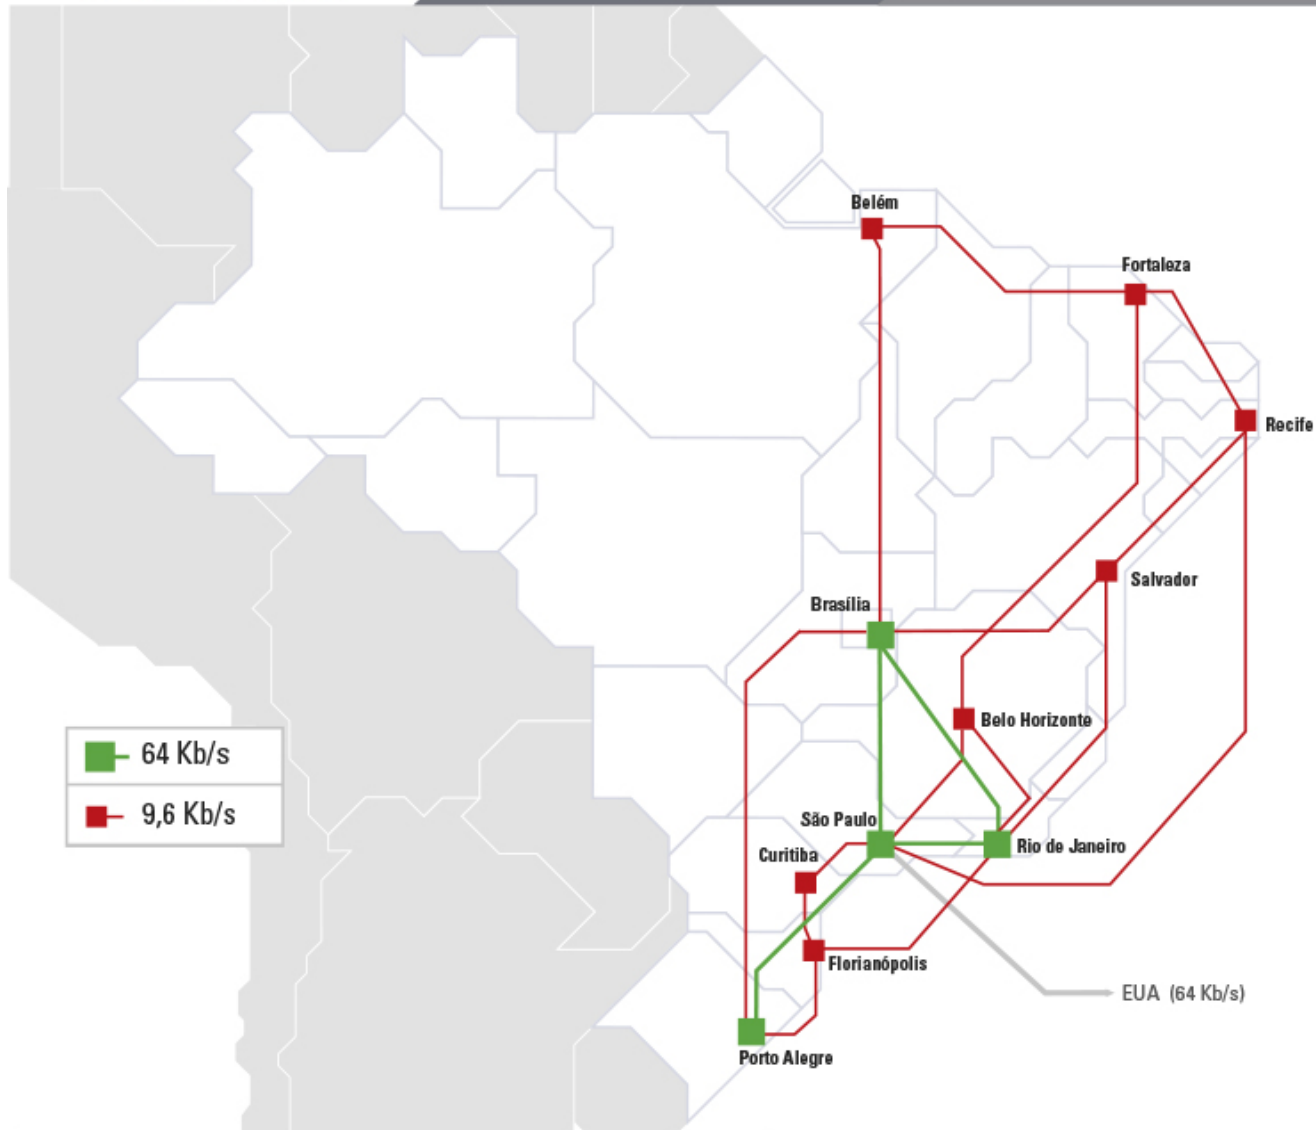 Belém
Fortaleza
Recife
Salvador
Brasília
Belo Horizonte
64 Kb/s
9,6 Kb/s
São Paulo
Rio de Janeiro
Curitiba
Florianópolis
EUA (64 Kb/s)
Porto Alegre